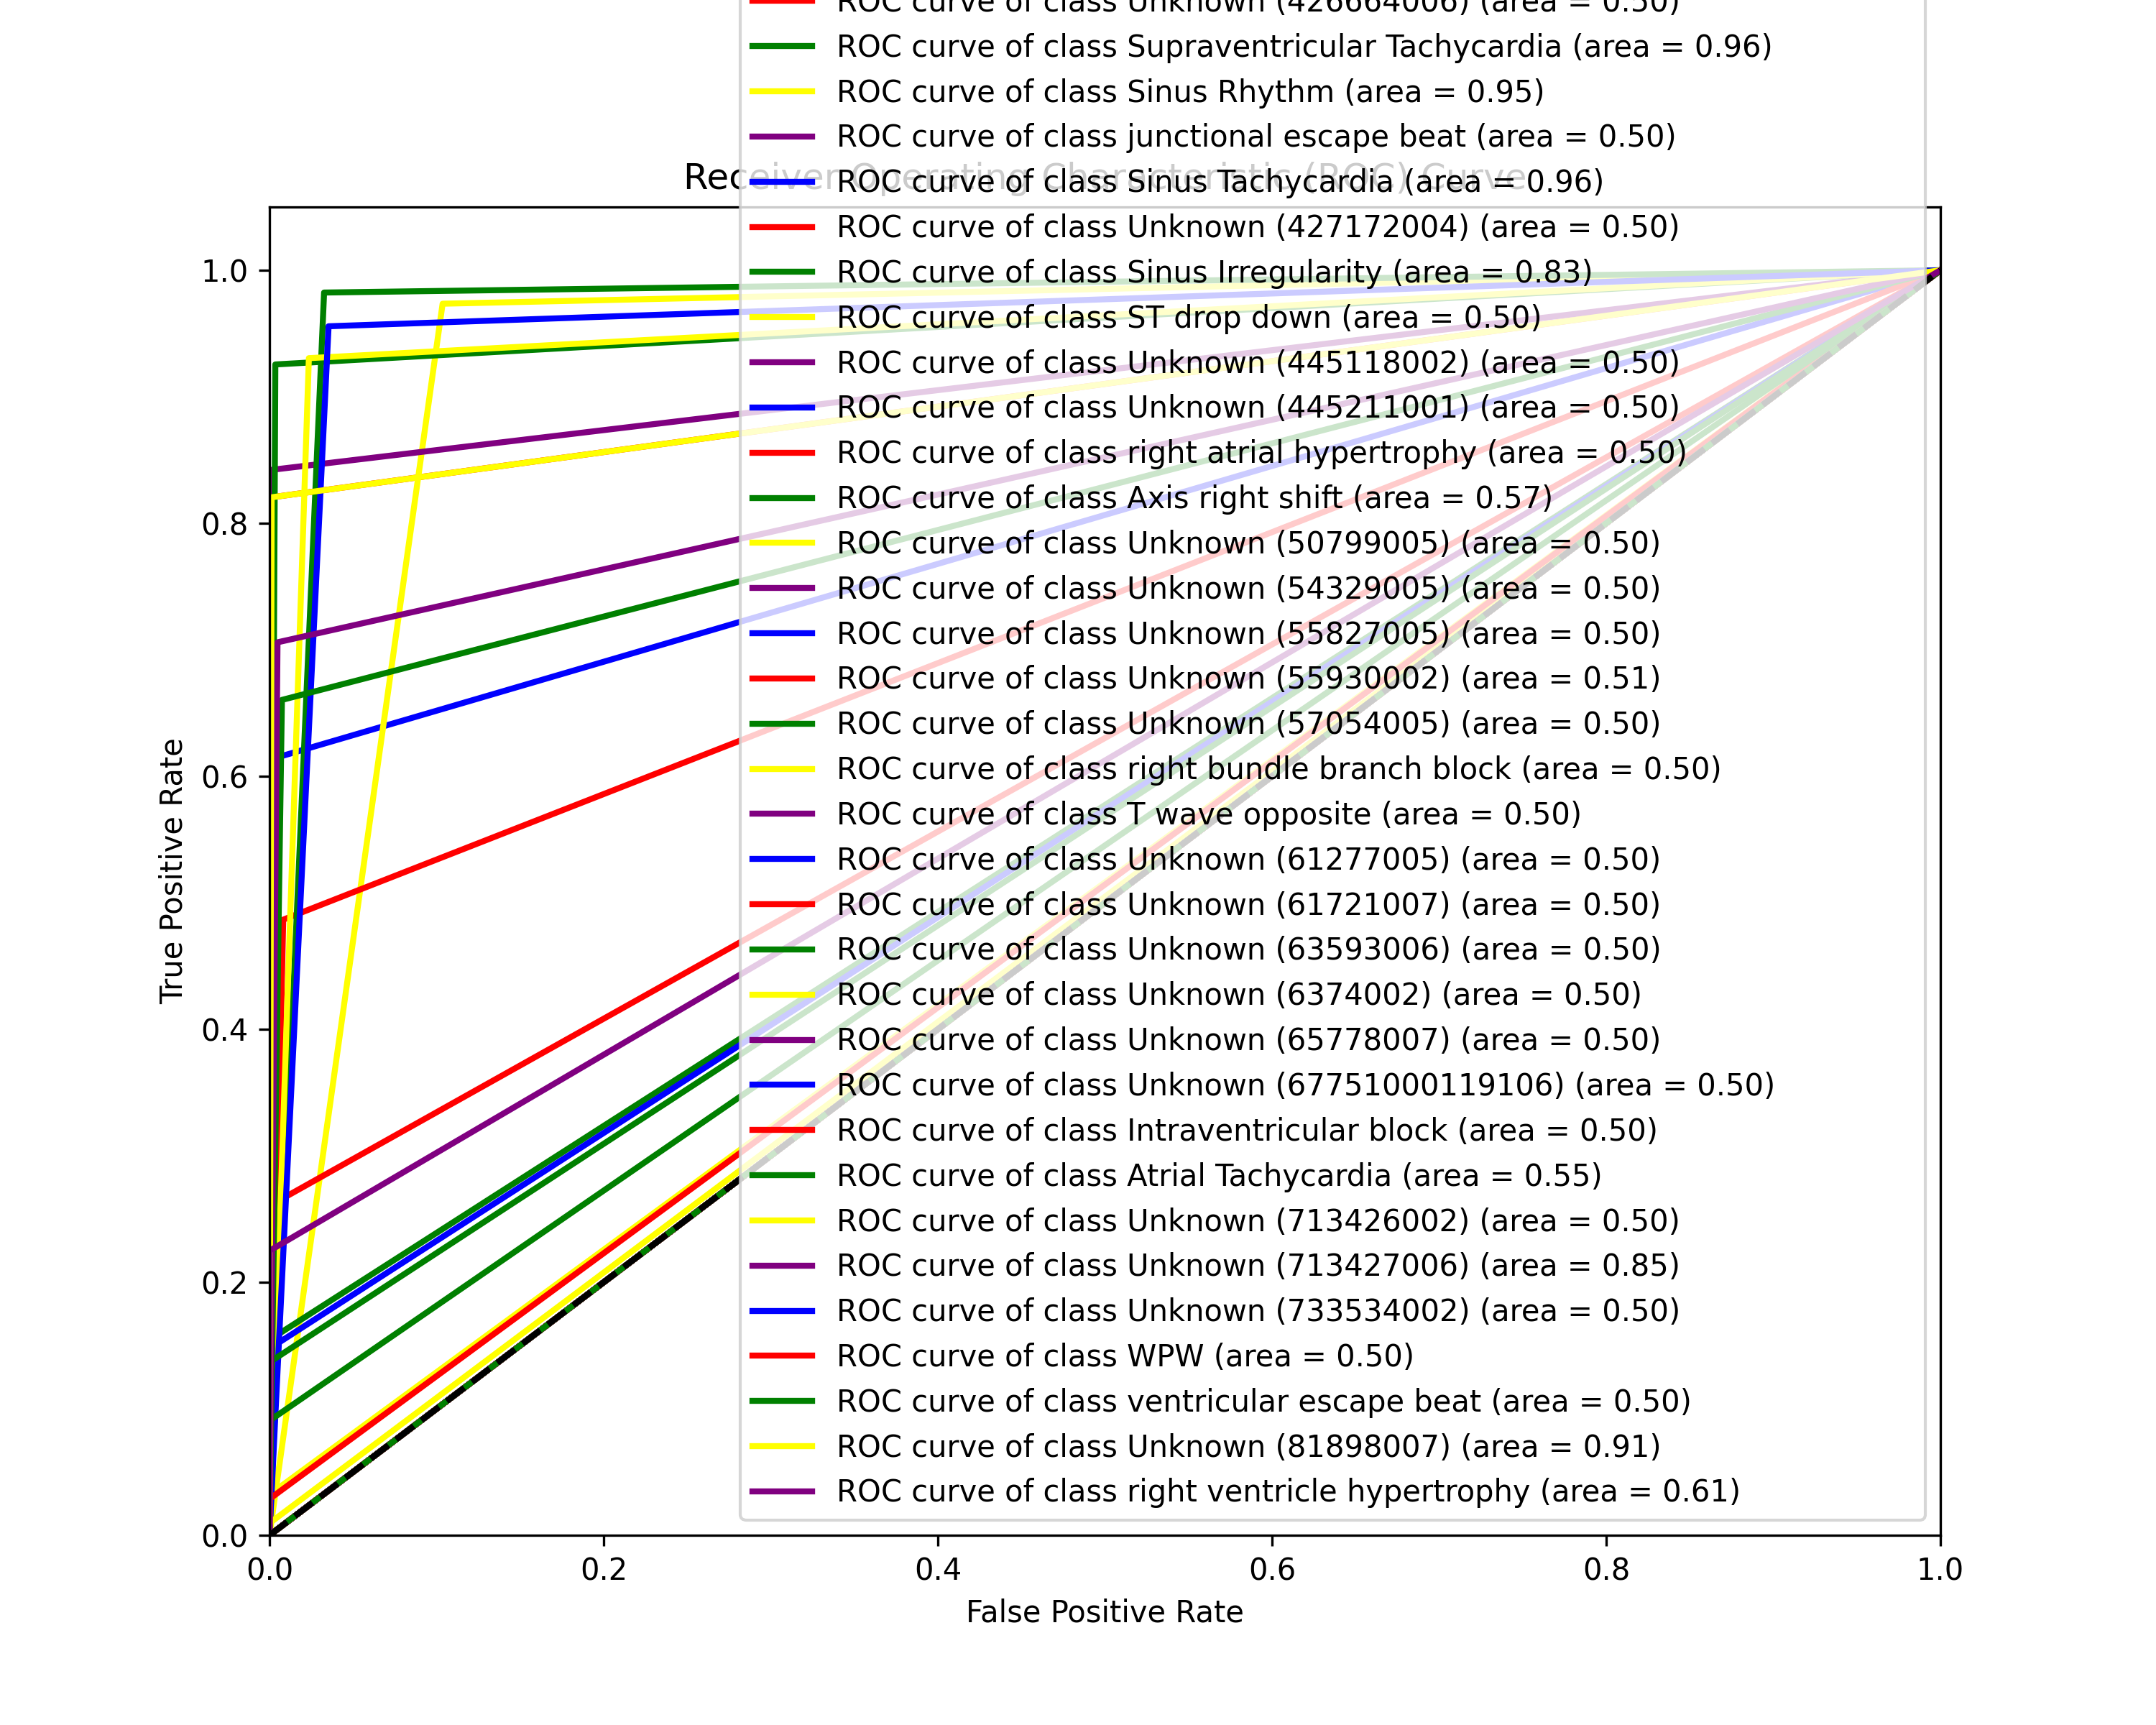 ROC curve of class Unknown (426664006) (area = 0.50)
ROC curve of class Supraventricular Tachycardia (area = 0.96)
ROC curve of class Sinus Rhythm (area = 0.95)
ROC curve of class junctional escape beat (area = 0.50)
Receiver Operating Characteristic (ROC) Curve
ROC curve of class Sinus Tachycardia (area = 0.96)
ROC curve of class Unknown (427172004) (area = 0.50)
ROC curve of class Sinus Irregularity (area = 0.83)
ROC curve of class ST drop down (area = 0.50)
ROC curve of class Unknown (445118002) (area = 0.50)
ROC curve of class Unknown (445211001) (area = 0.50)
ROC curve of class right atrial hypertrophy (area = 0.50)
ROC curve of class Axis right shift (area = 0.57)
ROC curve of class Unknown (50799005) (area = 0.50)
ROC curve of class Unknown (54329005) (area = 0.50)
ROC curve of class Unknown (55827005) (area = 0.50)
ROC curve of class Unknown (55930002) (area = 0.51)
ROC curve of class Unknown (57054005) (area = 0.50)
ROC curve of class right bundle branch block (area = 0.50)
ROC curve of class T wave opposite (area = 0.50)
ROC curve of class Unknown (61277005) (area = 0.50)
ROC curve of class Unknown (61721007) (area = 0.50)
ROC curve of class Unknown (63593006) (area = 0.50)
ROC curve of class Unknown (6374002) (area = 0.50)
ROC curve of class Unknown (65778007) (area = 0.50)
ROC curve of class Unknown (67751000119106) (area = 0.50)
ROC curve of class Intraventricular block (area = 0.50)
ROC curve of class Atrial Tachycardia (area = 0.55)
ROC curve of class Unknown (713426002) (area = 0.50)
ROC curve of class Unknown (713427006) (area = 0.85)
ROC curve of class Unknown (733534002) (area = 0.50)
ROC curve of class WPW (area = 0.50)
ROC curve of class ventricular escape beat (area = 0.50)
ROC curve of class Unknown (81898007) (area = 0.91)
ROC curve of class right ventricle hypertrophy (area = 0.61)
True Positive Rate
1.0
0.8
0.6
0.4
0.2
0.0
0.0 0.2 0.4 0.6 0.8 1.0
False Positive Rate